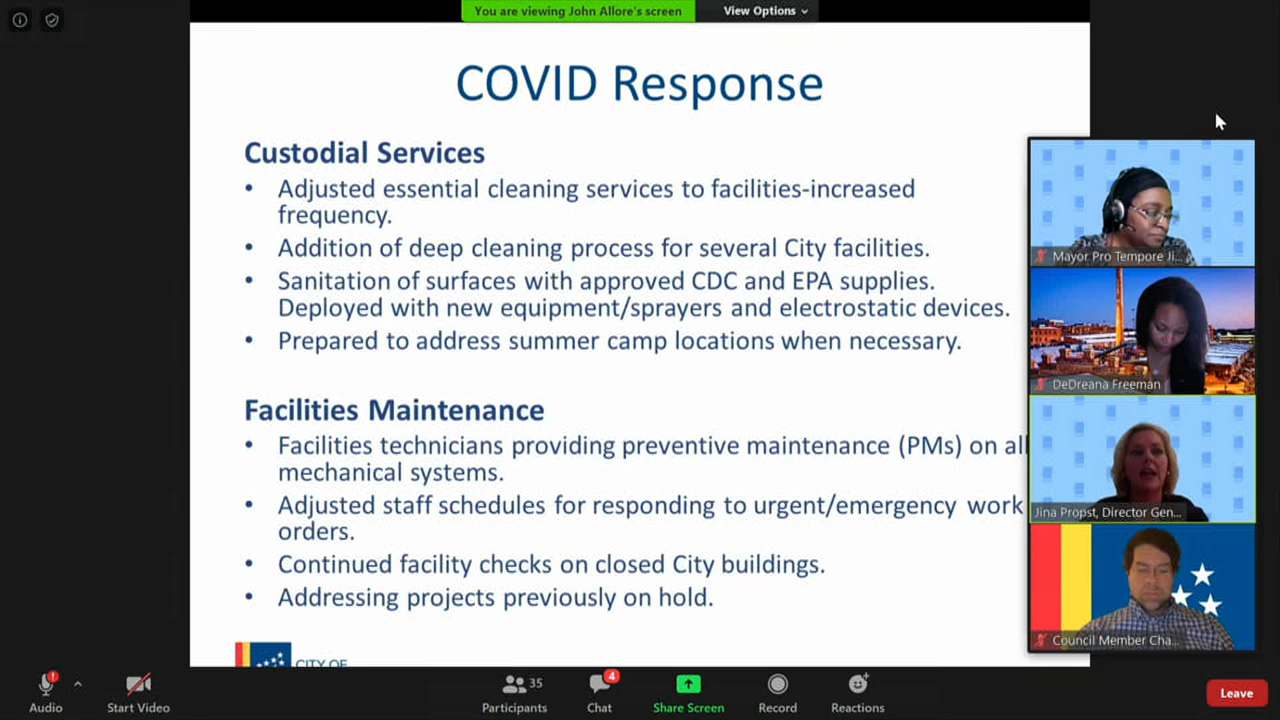 You are viewing John Allore's screen
View Options
COVID Response
Custodial Services
• Adjusted essential cleaning services to facilities-increased
frequency.
• Addition of deep cleaning process for several City facilities.
• Sanitation of surfaces with approved CDC and EPA supplies.
Deployed with new equipment/sprayers and electrostatic devices.
• Prepared to address summer camp locations when necessary.
Facilities Maintenance
• Facilities technicians providing preventive maintenance (PMs) on all
mechanical systems.
• Adjusted staff schedules for responding to urgent/emergency work
orders.
• Continued facility checks on closed City buildings.
• Addressing projects previously on hold.
CITY OF
Mayor Pro Tempore Ji...
DeDreana Freeman
Jina Propst, Director Gen...
Council Member Cha...
Audio
Start Video
35
Participants
4
Chat
Share Screen
Record
Reactions
Leave